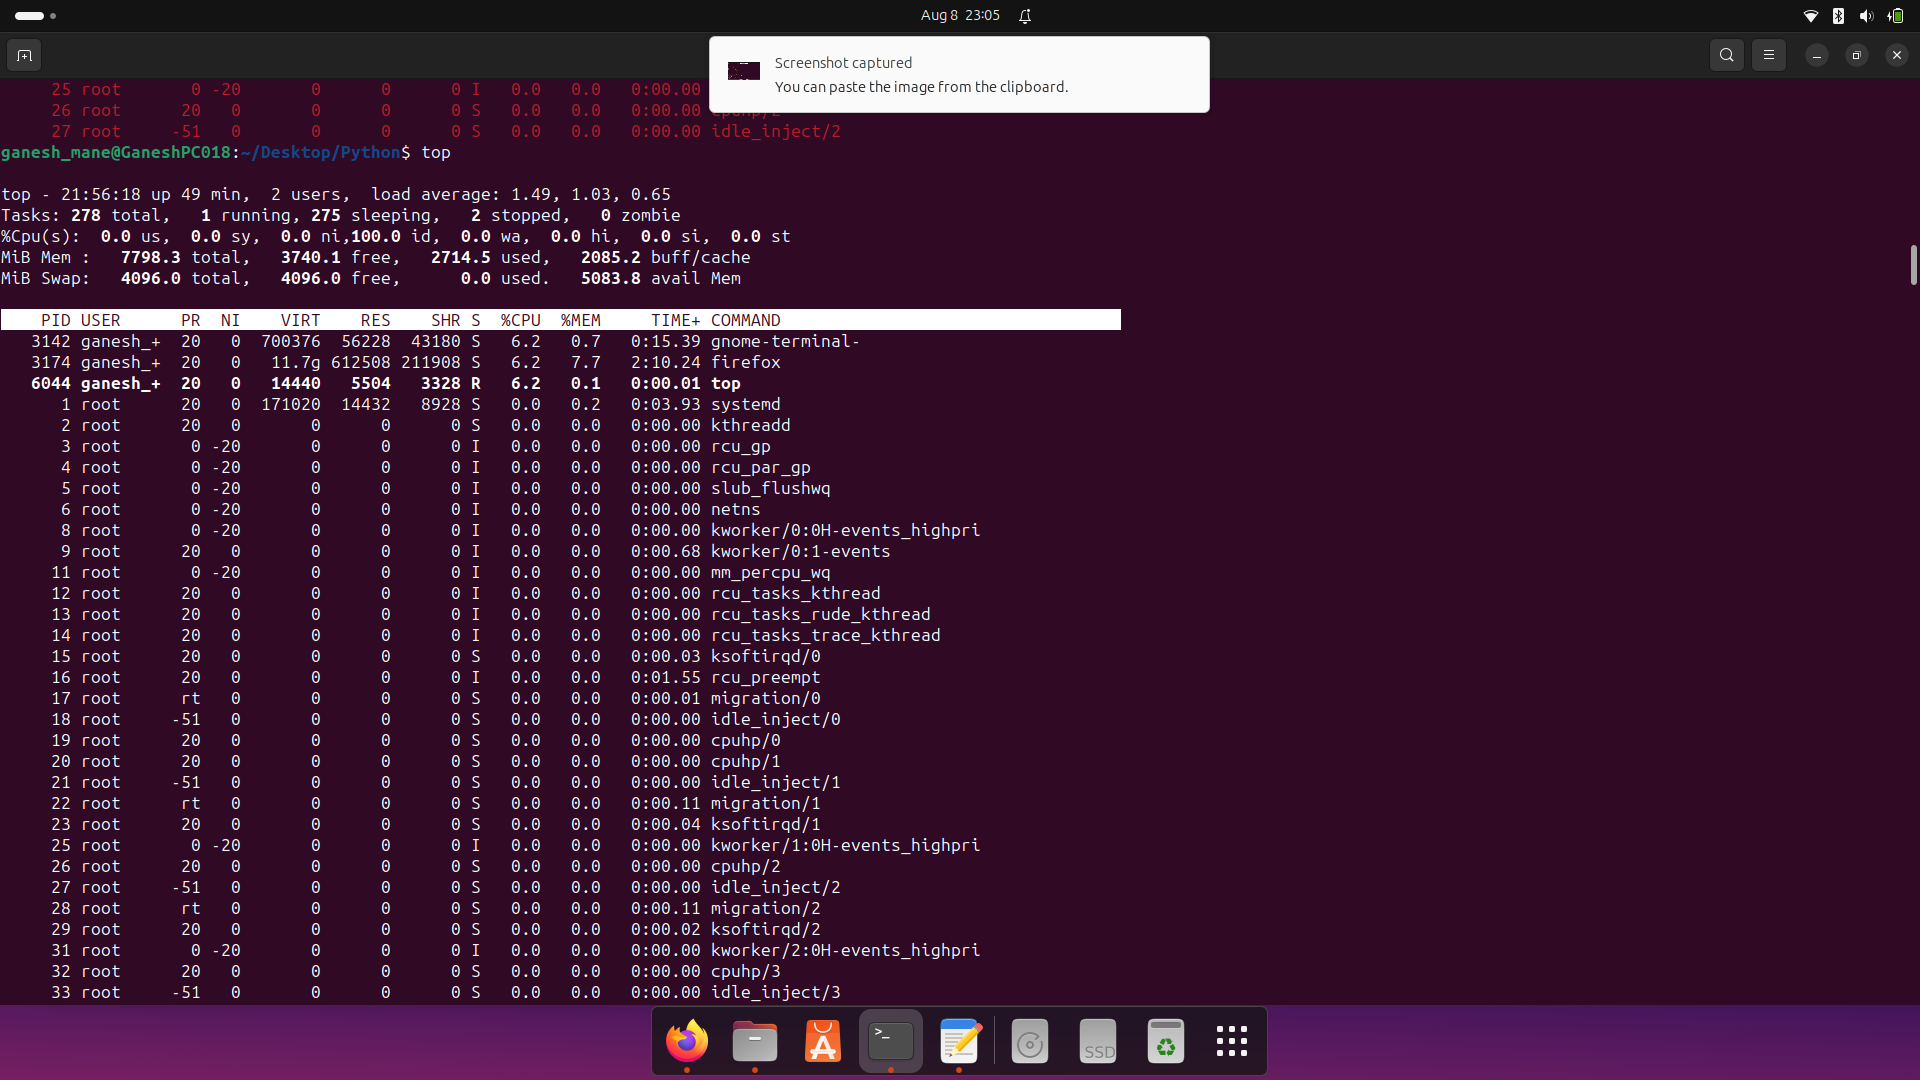 Aug 8 23:05
Screenshot captured
You can paste the image from the clipboard.
25 root 0 -20 0 0 0 I 0.0 0.0 0:00.00
26 root 20 0 0 0 0 S 0.0 0.0 0:00.00 cpuhp/2
27 root -51 0 0 0 0 S 0.0 0.0 0:00.00 idle_inject/2
ganesh_mane@GaneshPC018:~/Desktop/Python$ top
top - 21:56:18 up 49 min, 2 users, load average: 1.49, 1.03, 0.65
Tasks: 278 total, 1 running, 275 sleeping, 2 stopped, 0 zombie
%Cpu(s): 0.0 us, 0.0 sy, 0.0 ni,100.0 id, 0.0 wa, 0.0 hi, 0.0 si, 0.0 st
MiB Mem : 7798.3 total, 3740.1 free, 2714.5 used, 2085.2 buff/cache
MiB Swap: 4096.0 total, 4096.0 free, 0.0 used. 5083.8 avail Mem
PID USER PR NI VIRT RES SHR S %CPU %MEM TIME+ COMMAND
3142 ganesh_+ 20 0 700376 56228 43180 S 6.2 0.7 0:15.39 gnome-terminal-
3174 ganesh_+ 20 0 11.7g 612508 211908 S 6.2 7.7 2:10.24 firefox
6044 ganesh_+ 20 0 14440 5504 3328 R 6.2 0.1 0:00.01 top
1 root 20 0 171020 14432 8928 S 0.0 0.2 0:03.93 systemd
2 root 20 0 0 0 0 S 0.0 0.0 0:00.00 kthreadd
3 root 0 -20 0 0 0 I 0.0 0.0 0:00.00 rcu_gp
4 root 0 -20 0 0 0 I 0.0 0.0 0:00.00 rcu_par_gp
5 root 0 -20 0 0 0 I 0.0 0.0 0:00.00 slub_flushwq
6 root 0 -20 0 0 0 I 0.0 0.0 0:00.00 netns
8 root 0 -20 0 0 0 I 0.0 0.0 0:00.00 kworker/0:0H-events_highpri
9 root 20 0 0 0 0 I 0.0 0.0 0:00.68 kworker/0:1-events
11 root 0 -20 0 0 0 I 0.0 0.0 0:00.00 mm_percpu_wq
12 root 20 0 0 0 0 I 0.0 0.0 0:00.00 rcu_tasks_kthread
13 root 20 0 0 0 0 I 0.0 0.0 0:00.00 rcu_tasks_rude_kthread
14 root 20 0 0 0 0 I 0.0 0.0 0:00.00 rcu_tasks_trace_kthread
15 root 20 0 0 0 0 S 0.0 0.0 0:00.03 ksoftirqd/0
16 root 20 0 0 0 0 I 0.0 0.0 0:01.55 rcu_preempt
17 root rt 0 0 0 0 S 0.0 0.0 0:00.01 migration/0
18 root -51 0 0 0 0 S 0.0 0.0 0:00.00 idle_inject/0
19 root 20 0 0 0 0 S 0.0 0.0 0:00.00 cpuhp/0
20 root 20 0 0 0 0 S 0.0 0.0 0:00.00 cpuhp/1
21 root -51 0 0 0 0 S 0.0 0.0 0:00.00 idle_inject/1
22 root rt 0 0 0 0 S 0.0 0.0 0:00.11 migration/1
23 root 20 0 0 0 0 S 0.0 0.0 0:00.04 ksoftirqd/1
25 root 0 -20 0 0 0 I 0.0 0.0 0:00.00 kworker/1:0H-events_highpri
26 root 20 0 0 0 0 S 0.0 0.0 0:00.00 cpuhp/2
27 root -51 0 0 0 0 S 0.0 0.0 0:00.00 idle_inject/2
28 root rt 0 0 0 0 S 0.0 0.0 0:00.11 migration/2
29 root 20 0 0 0 0 S 0.0 0.0 0:00.02 ksoftirqd/2
31 root 0 -20 0 0 0 I 0.0 0.0 0:00.00 kworker/2:0H-events_highpri
32 root 20 0 0 0 0 S 0.0 0.0 0:00.00 cpuhp/3
33 root -51 0 0 0 0 S 0.0 0.0 0:00.00 idle_inject/3
>_
SSD